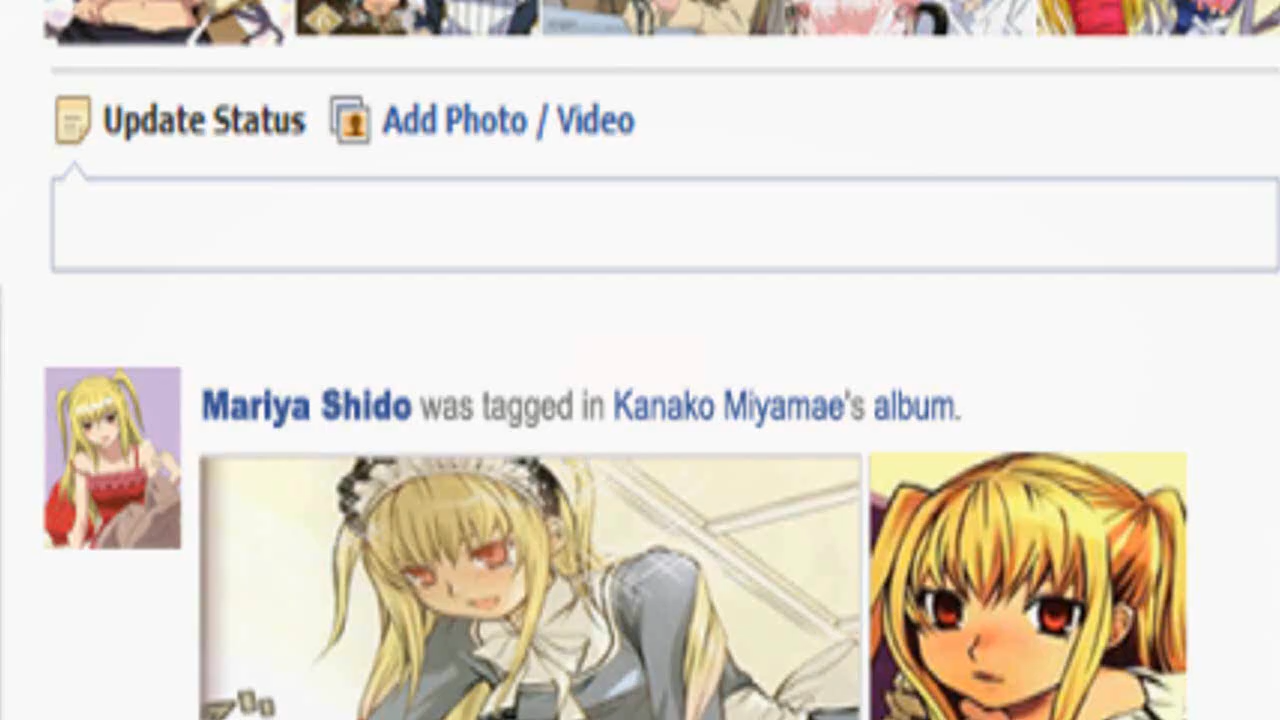 Update Status Add Photo / Video
Mariya Shido was tagged in Kanako Miyamae's album.